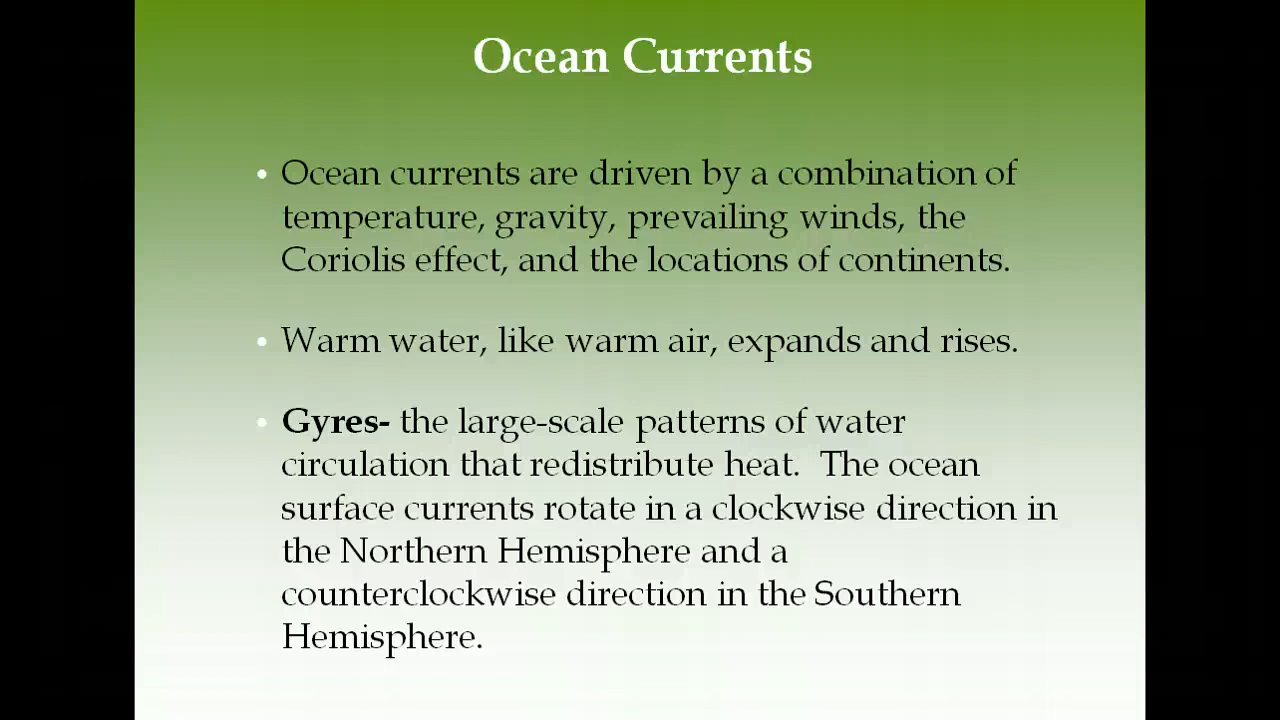 Ocean Currents
• Ocean currents are driven by a combination of
temperature, gravity, prevailing winds, the
Coriolis effect, and the locations of continents.
• Warm water, like warm air, expands and rises.
• Gyres- the large-scale patterns of water
circulation that redistribute heat.  The ocean
surface currents rotate in a clockwise direction in
the Northern Hemisphere and a
counterclockwise direction in the Southern
Hemisphere.